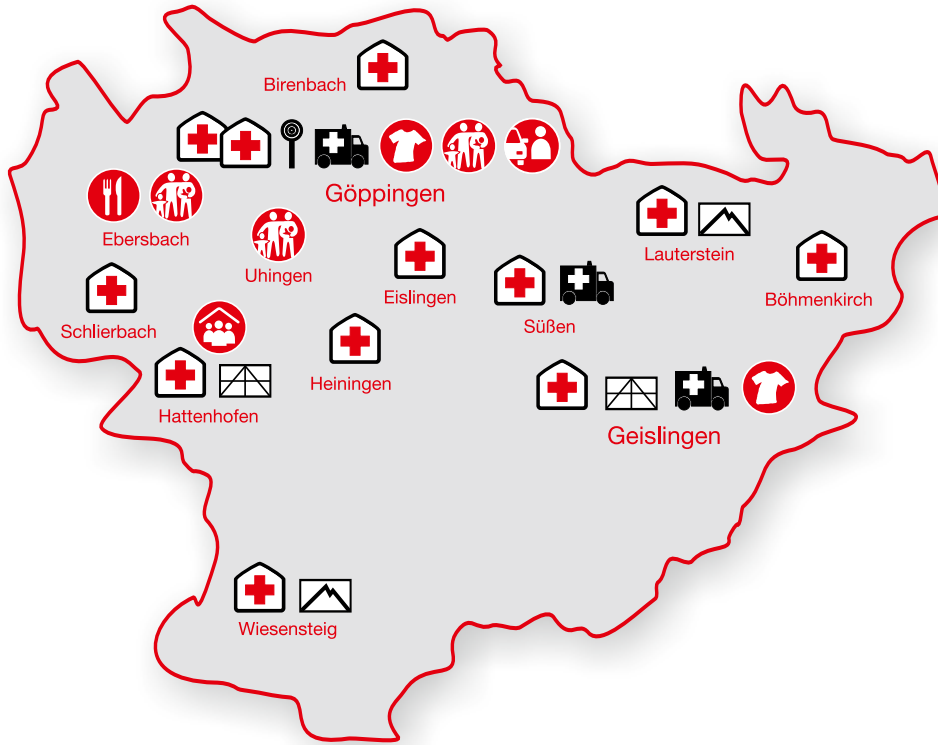 Birenbach
Göppingen
Ebersbach
Uhingen
Lauterstein
Eislingen
Böhmenkirch
Schlierbach
Süßen
Heiningen
Hattenhofen
Geislingen
Wiesensteig